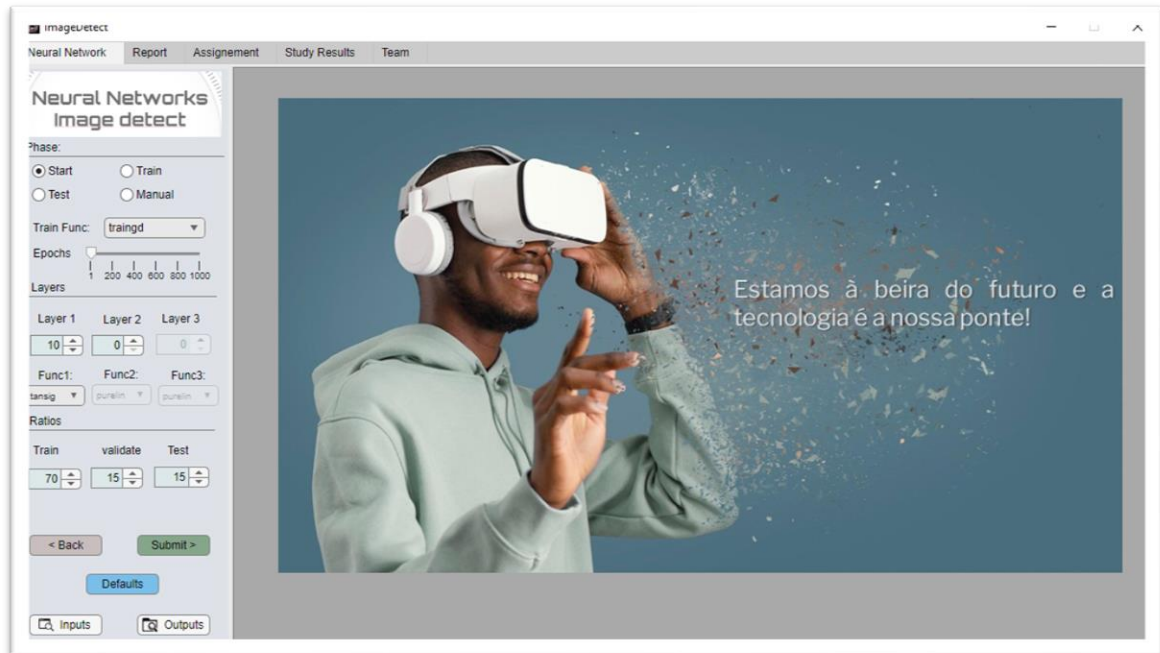 ImageDetect
Neural Network Report Assignement Study Results Team
Neural Networks
Image detect
Phase:
Start Train
Test Manual
Train Func: traingd
Epochs
1 200 400 600 800 1000
Layers
Layer 1 Layer 2 Layer 3
10 0 0
Func1: Func2: Func3:
tansig purelin purelin
Ratios
Train validate Test
70 15 15
< Back Submit >
Defaults
Inputs Outputs
Estamos à beira do futuro e a
tecnologia é a nossa ponte!